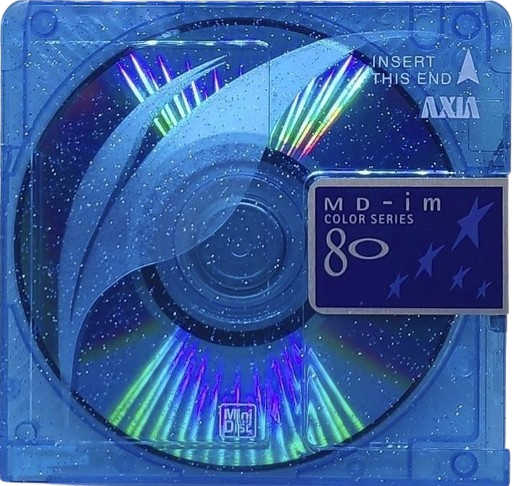 INSERT
THIS END
AXIA
MD-im
COLOR SERIES
80
Mini
Disc